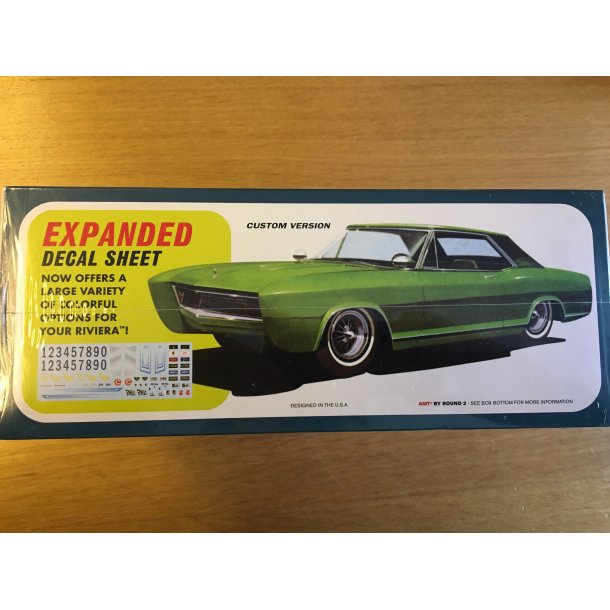 EXPANDED
DECAL SHEET
NOW OFFERS A
LARGE VARIETY
OF COLORFUL
OPTIONS FOR
YOUR RIVIERA™!
1234567890
1234567890
CUSTOM VERSION
DESIGNED IN THE U.S.A.
AMT® BY ROUND 2 - SEE BOX BOTTOM FOR MORE INFORMATION